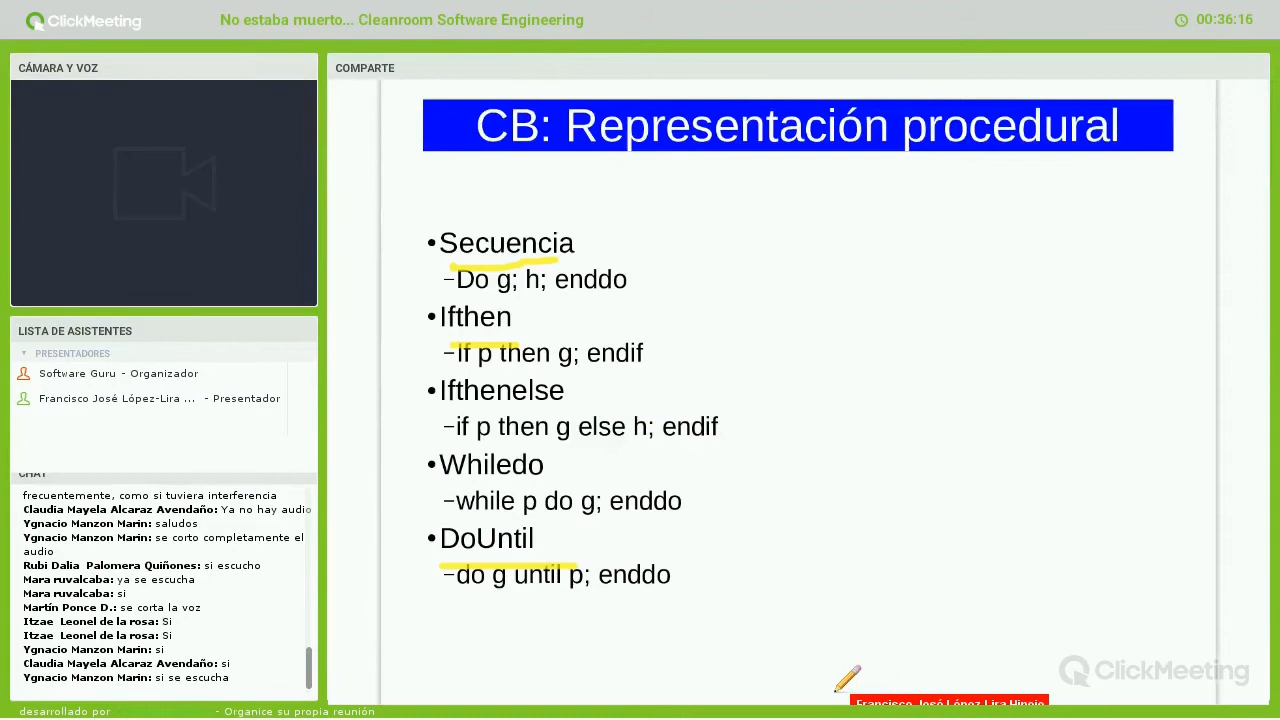 ClickMeeting
No estaba muerto... Cleanroom Software Engineering
00:36:16
CÁMARA Y VOZ
LISTA DE ASISTENTES
PRESENTADORES
Software Guru - Organizador
Francisco José López-Lira ... - Presentador
CHAT
frecuentemente, como si tuviera interferencia
Claudia Mayela Alcaraz Avendaño: Ya no hay audio
Ygnacio Manzon Marin: saludos
Ygnacio Manzon Marin: se corto completamente el
audio
Rubi Dalia Palomera Quiñones: si escucho
Mara ruvalcaba: ya se escucha
Mara ruvalcaba: si
Martín Ponce D.: se corta la voz
Itzae Leonel de la rosa: Si
Itzae Leonel de la rosa: Si
Ygnacio Manzon Marin: si
Claudia Mayela Alcaraz Avendaño: si
Ygnacio Manzon Marin: si se escucha
COMPARTE
CB: Representación procedural
•Secuencia
–Do g; h; enddo
•Ifthen
–If p then g; endif
•Ifthenelse
–if p then g else h; endif
•Whiledo
–while p do g; enddo
•DoUntil
–do g until p; enddo
ClickMeeting
Francisco José López Lira Hinojo
desarrollado por - Organice su propia reunión